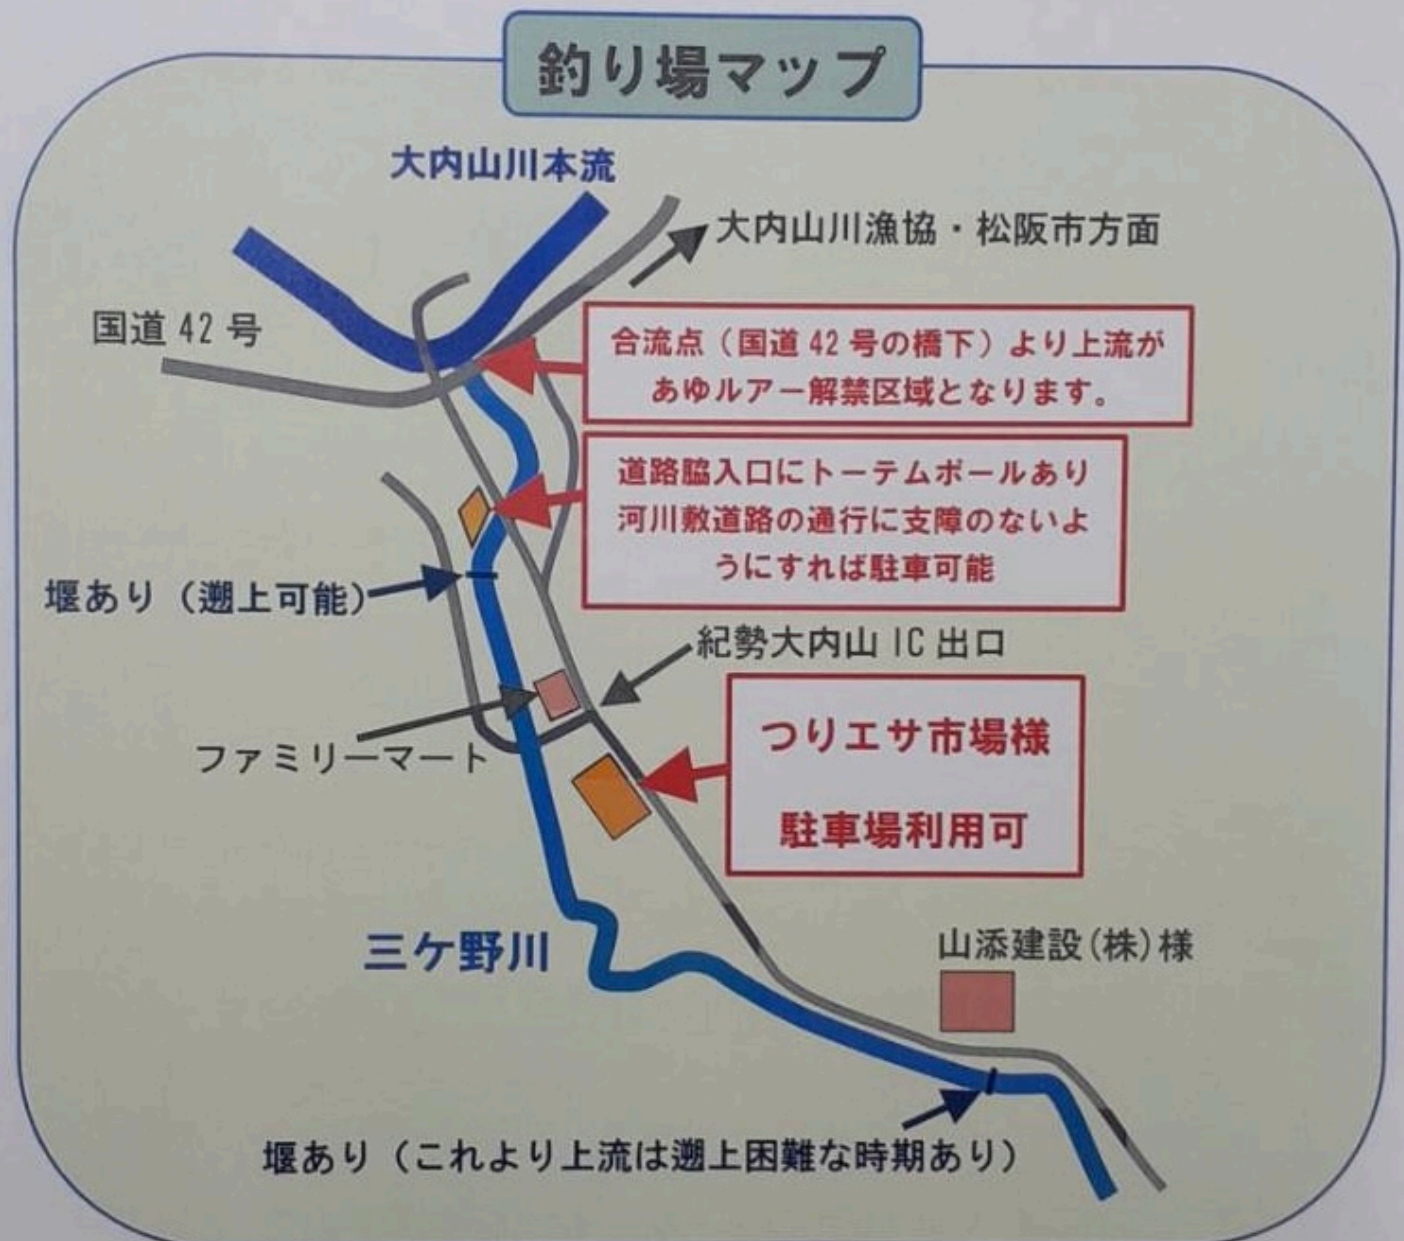 釣り場マップ
大内山川本流
大内山川漁協・松阪市方面
国道 42 号
合流点（国道 42 号の橋下）より上流が
あゆルアー解禁区域となります。
道路脇入口にトーテムポールあり
河川敷道路の通行に支障のないよ
うにすれば駐車可能
堰あり（遡上可能）
紀勢大内山 IC 出口
ファミリーマート
つりエサ市場様
駐車場利用可
三ケ野川
山添建設(株)様
堰あり（これより上流は遡上困難な時期あり）